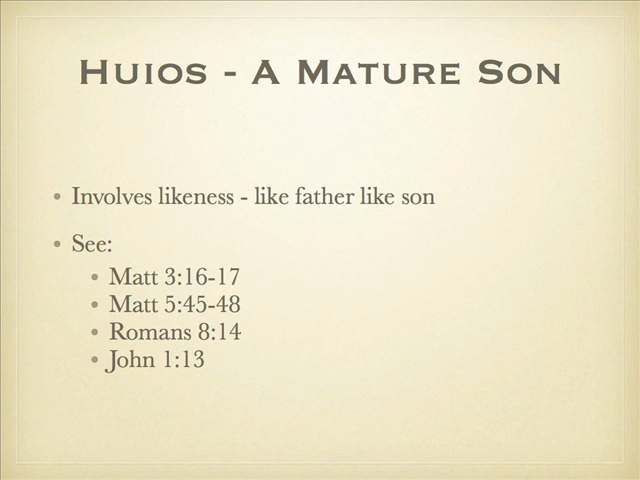 Huios - A Mature Son
• Involves likeness - like father like son
• See:
• Matt 3:16-17
• Matt 5:45-48
• Romans 8:14
• John 1:13